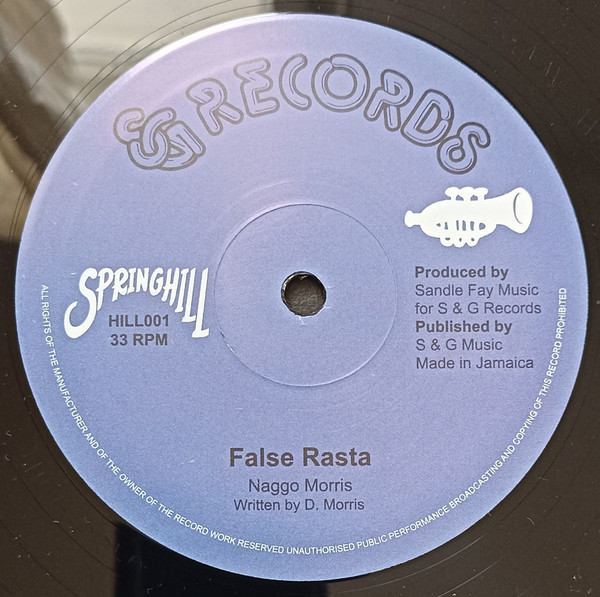 SG RECORDS
SPRINGHILL
HILL001
33 RPM
Produced by
Sandle Fay Music
for S & G Records
Published by
S & G Music
Made in Jamaica
False Rasta
Naggo Morris
Written by D. Morris
ALL RIGHTS OF THE MANUFACTURER AND OF THE OWNER OF THE RECORD WORK RESERVED UNAUTHORISED PUBLIC PERFORMANCE BROADCASTING AND COPYING OF THIS RECORD PROHIBITED